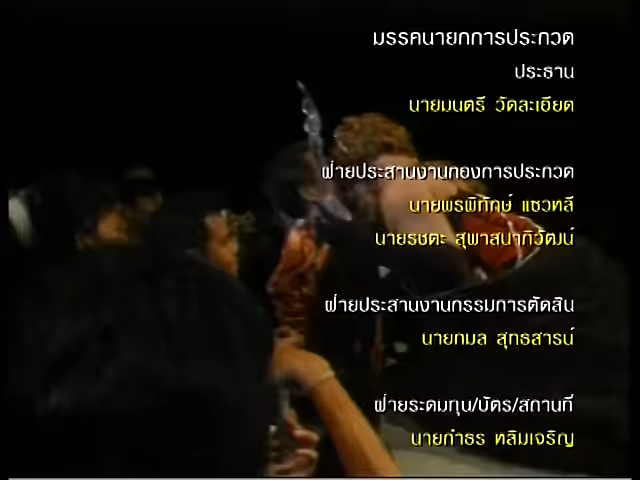 มรรคนายกการประกวด
ประธาน
นายมนตรี วัดละเอียด
ฝ่ายประสานงานกองการประกวด
นายพรพิทักษ์ แซวหลี
นายรชตะ สุพาสนาภิวัฒน์
ฝ่ายประสานงานกรรมการตัดสิน
นายกมล สุทธสารน์
ฝ่ายระดมทุน/บัตร/สถานที่
นายกำธร หลิมเจริญ